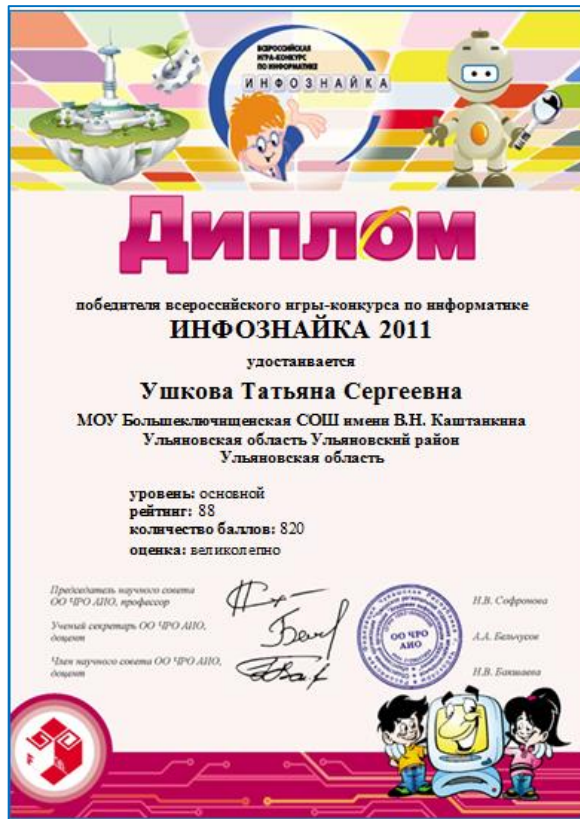 ВСЕРОССИЙСКАЯ
ИГРА-КОНКУРС
ПО ИНФОРМАТИКЕ
ИНФОЗНАЙКА
Диплом
победителя всероссийского игры-конкурса по информатике
ИНФОЗНАЙКА 2011
удостаивается
Ушкова Татьяна Сергеевна
МОУ Большеключищенская СОШ имени В.Н. Каштанкина
Ульяновская область Ульяновский район
Ульяновская область
уровень: основной
рейтинг: 88
количество баллов: 820
оценка: великолепно
Председатель научного совета
ОО ЧРО АИО, профессор
Н.В. Софронова
Ученый секретарь ОО ЧРО АИО,
доцент
А.А. Бельчусов
Член научного совета ОО ЧРО АИО,
доцент
Н.В. Бакшаева
ОО ЧРО
АИО